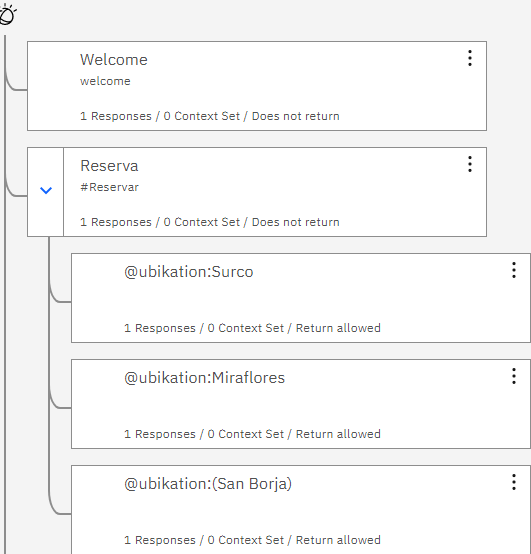 Welcome
welcome
1 Responses / 0 Context Set / Does not return
Reserva
#Reservar
1 Responses / 0 Context Set / Does not return
@ubikation:Surco
1 Responses / 0 Context Set / Return allowed
@ubikation:Miraflores
1 Responses / 0 Context Set / Return allowed
@ubikation:(San Borja)
1 Responses / 0 Context Set / Return allowed